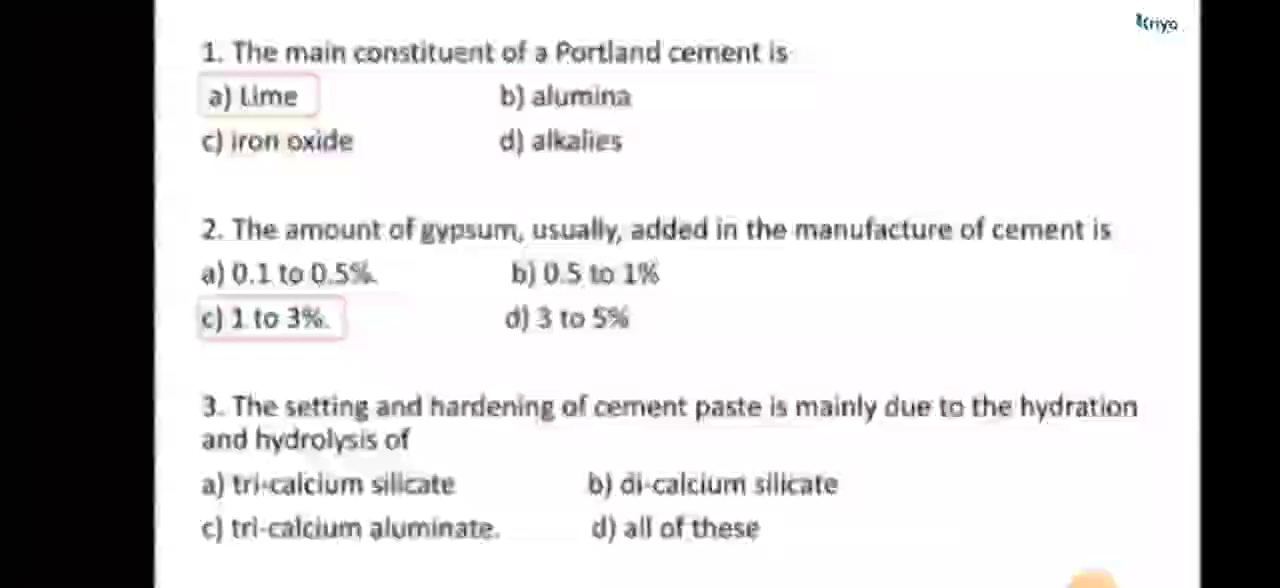 Kriya
1. The main constituent of a Portland cement is
a) Lime b) alumina
c) iron oxide d) alkalies
2. The amount of gypsum, usually, added in the manufacture of cement is
a) 0.1 to 0.5%. b) 0.5 to 1%
c) 1 to 3%. d) 3 to 5%
3. The setting and hardening of cement paste is mainly due to the hydration
and hydrolysis of
a) tri-calcium silicate b) di-calcium silicate
c) tri-calcium aluminate. d) all of these